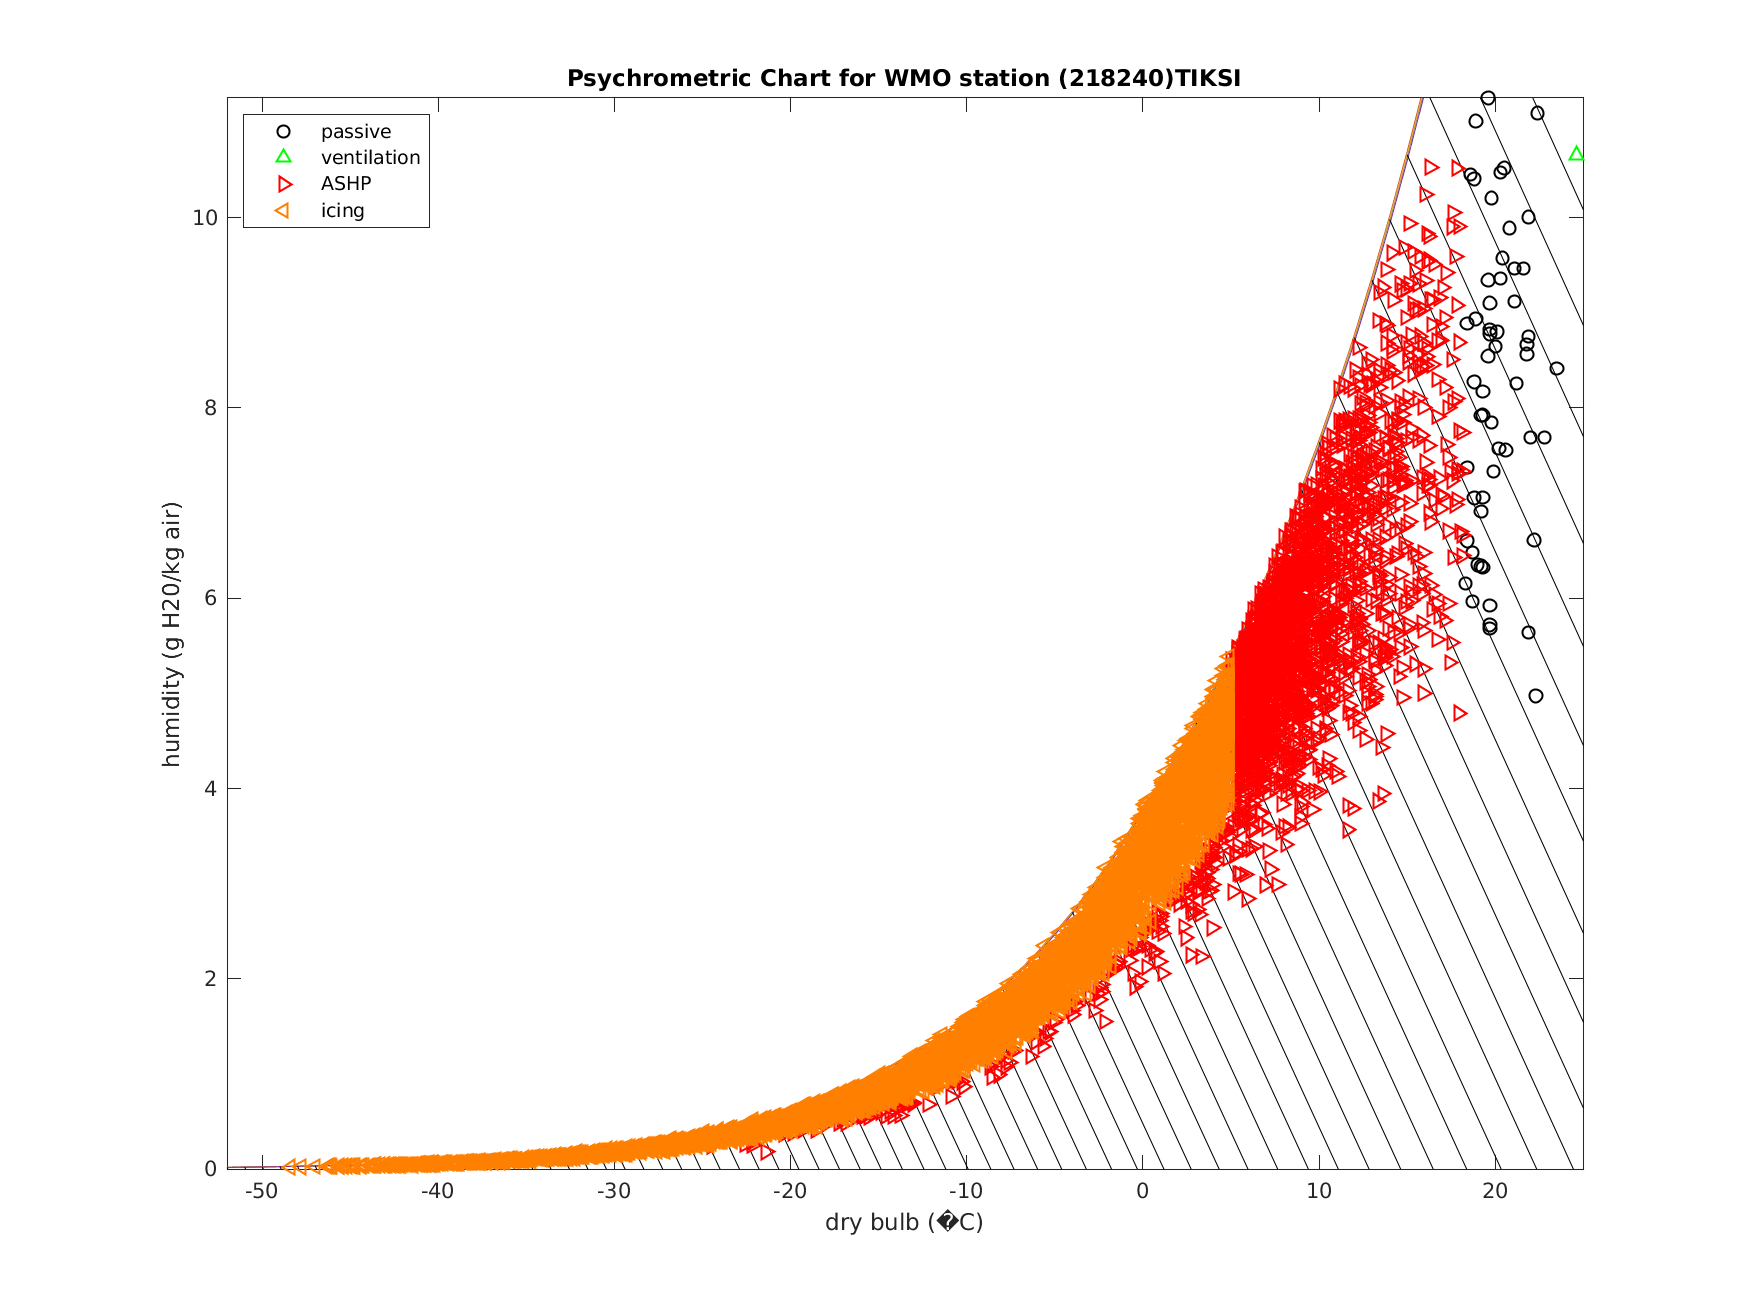 Psychrometric Chart for WMO station (218240)TIKSI
passive
ventilation
ASHP
icing
humidity (g H20/kg air)
10
8
6
4
2
0
-50 -40 -30 -20 -10 0 10 20
dry bulb (�C)